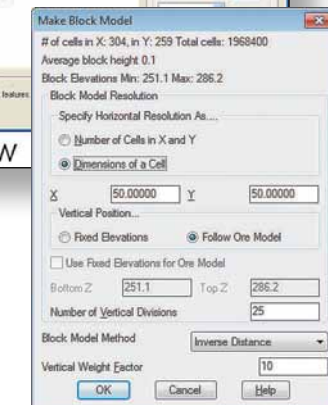 Make Block Model
# of cells in X: 304, in Y: 259 Total cells: 1968400
Average block height 0.1
Block Elevations Min: 251.1 Max: 286.2
Block Model Resolution
Specify Horizontal Resolution As....
Number of Cells in X and Y
Dimensions of a Cell
X 50.00000 Y 50.00000
Vertical Position...
Fixed Elevations Follow Ore Model
Use Fixed Elevations for Ore Model
Bottom Z 251.1 Top Z 286.2
Number of Vertical Divisions 25
Block Model Method Inverse Distance
Vertical Weight Factor 10
OK Cancel Help
features
W